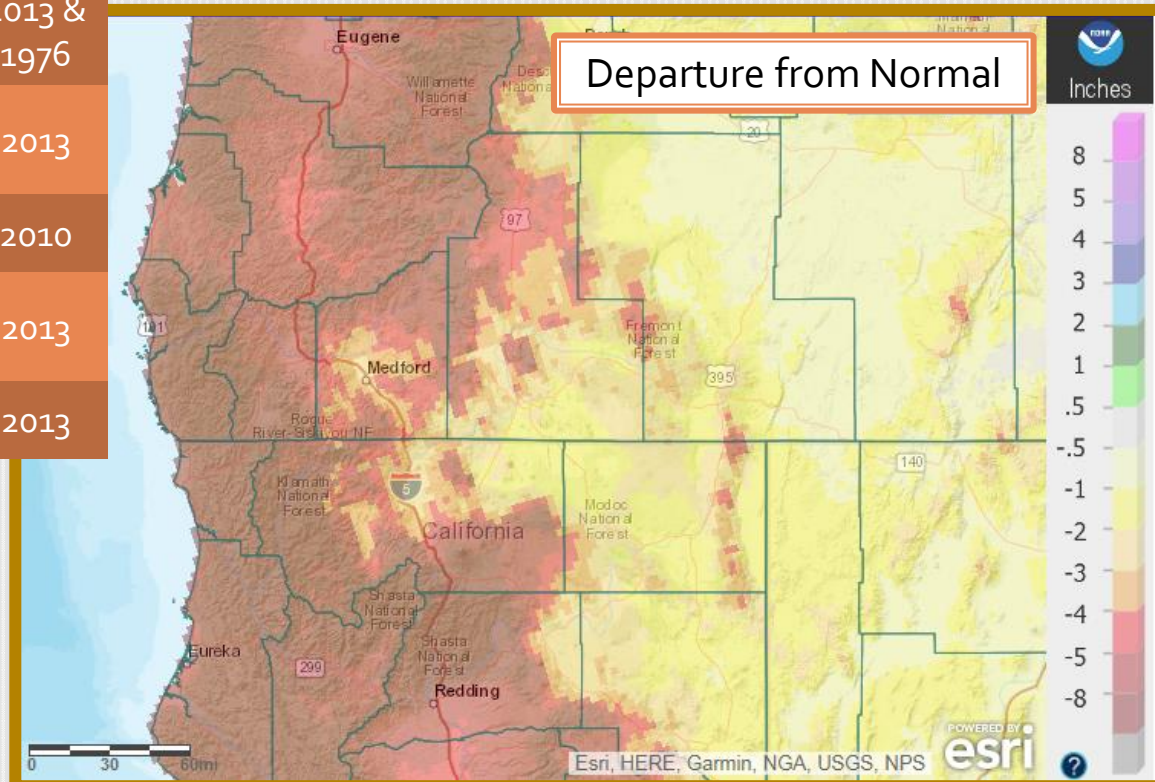 2013 &
1976
2013
2010
2013
2013
Departure from Normal
Eugene
Willamette
National
Forest
National
20
97
101
Fremont
National
Forest
Medford
395
Rogue
River-Siskiyou NF
Klamath
National
Forest
5
California
Modoc
National
Forest
140
Shasta
National
Forest
Eureka
299
Shasta
National
Forest
Redding
0 30 60mi
Esri, HERE, Garmin, NGA, USGS, NPS
POWERED BY
esri
Inches
8
5
4
3
2
1
.5
-.5
-1
-2
-3
-4
-5
-8
?